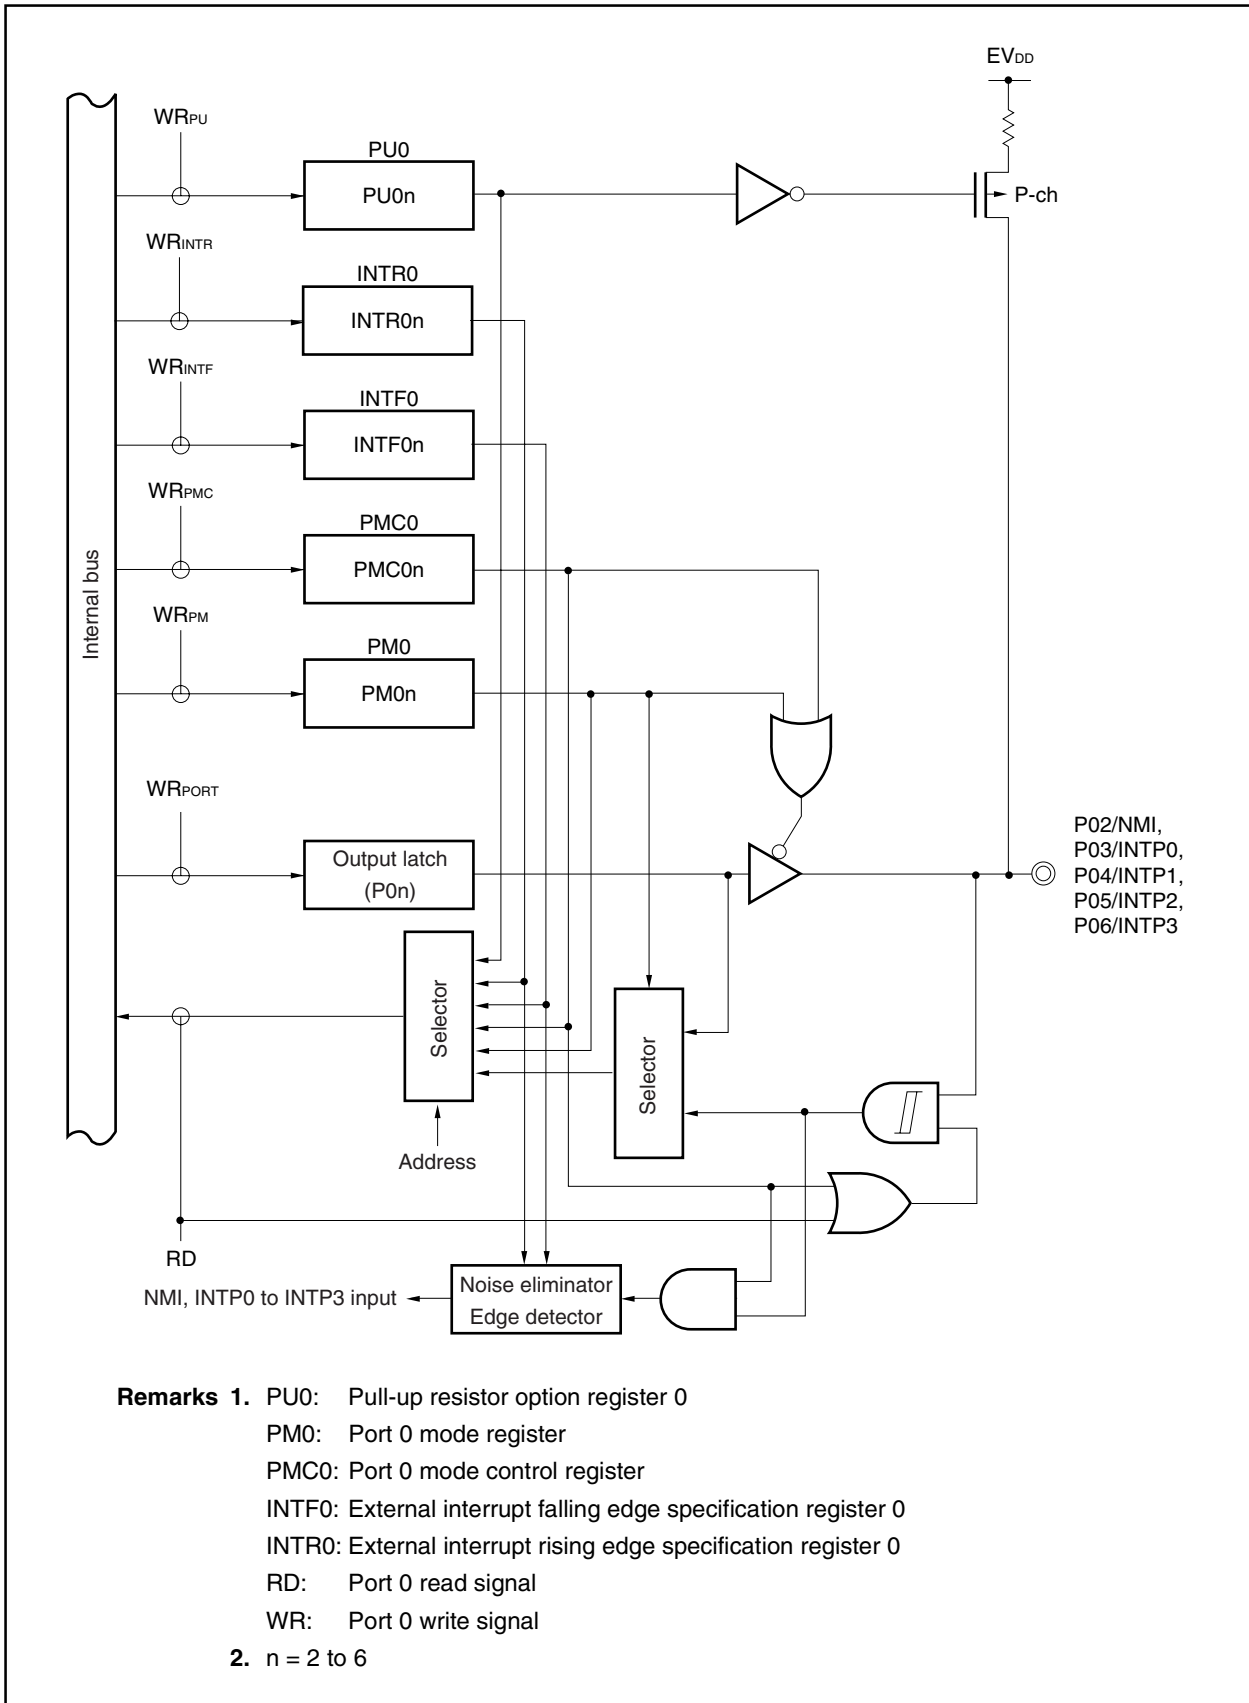 EVDD
WRPU
PU0
PU0n
P-ch
WRINTR
INTR0
INTR0n
WRINTF
INTF0
INTF0n
WRPMC
PMC0
PMC0n
Internal bus
WRPM
PM0
PM0n
WRPORT
Output latch
(P0n)
P02/NMI,
P03/INTP0,
P04/INTP1,
P05/INTP2,
P06/INTP3
Selector
Selector
Address
RD
NMI, INTP0 to INTP3 input
Noise eliminator
Edge detector
Remarks 1. PU0: Pull-up resistor option register 0
PM0: Port 0 mode register
PMC0: Port 0 mode control register
INTF0: External interrupt falling edge specification register 0
INTR0: External interrupt rising edge specification register 0
RD: Port 0 read signal
WR: Port 0 write signal
2. n = 2 to 6